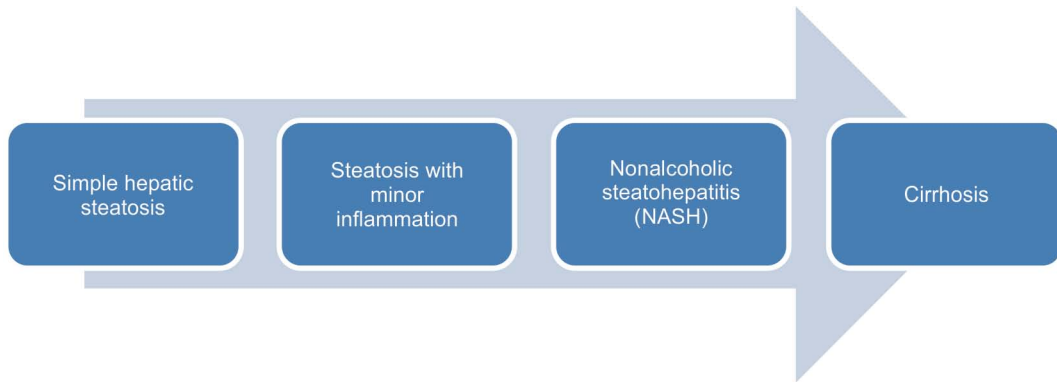 Simple hepatic
steatosis
Steatosis with
minor
inflammation
Nonalcoholic
steatohepatitis
(NASH)
Cirrhosis